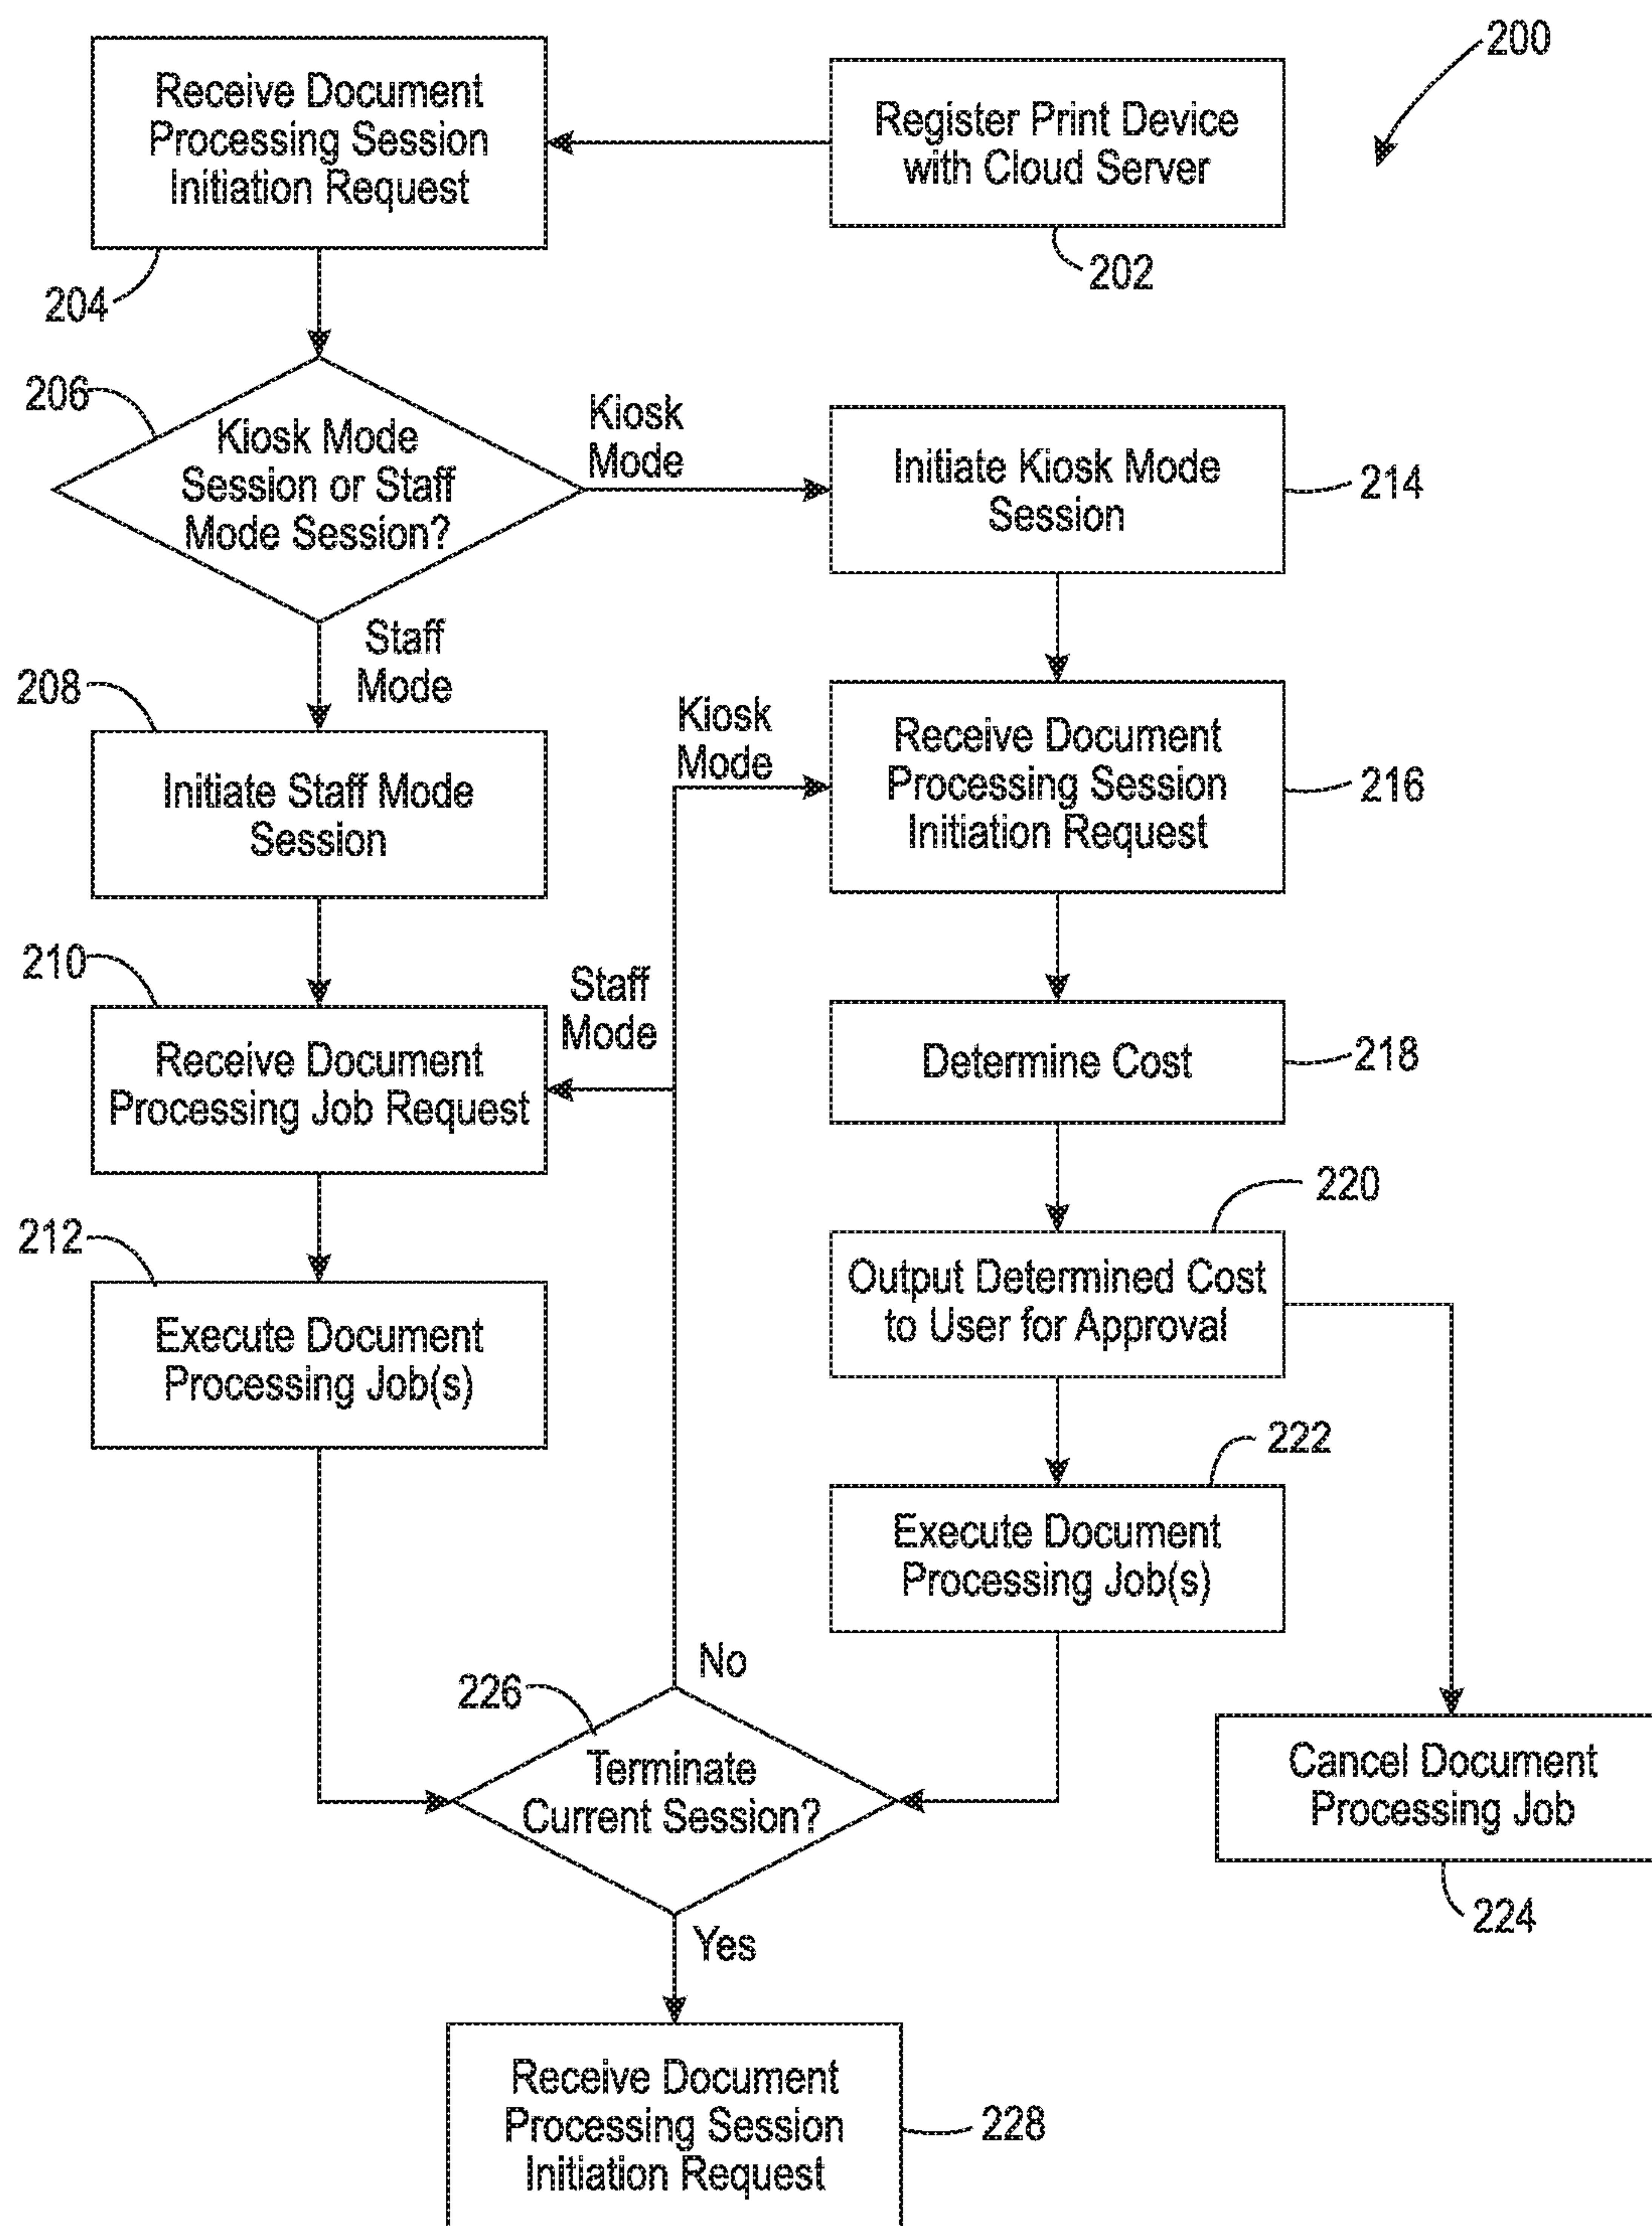 200
Receive Document
Processing Session
Initiation Request
204
Register Print Device
with Cloud Server
202
206
Kiosk Mode
Session or Staff
Mode Session?
Kiosk
Mode
Staff
Mode
Initiate Kiosk Mode
Session
214
208
Initiate Staff Mode
Session
Kiosk
Mode
Receive Document
Processing Session
Initiation Request
216
210
Receive Document
Processing Job Request
Staff
Mode
Determine Cost
218
212
Execute Document
Processing Job(s)
220
Output Determined Cost
to User for Approval
222
Execute Document
Processing Job(s)
No
226
Terminate
Current Session?
Cancel Document
Processing Job
224
Yes
Receive Document
Processing Session
Initiation Request
228